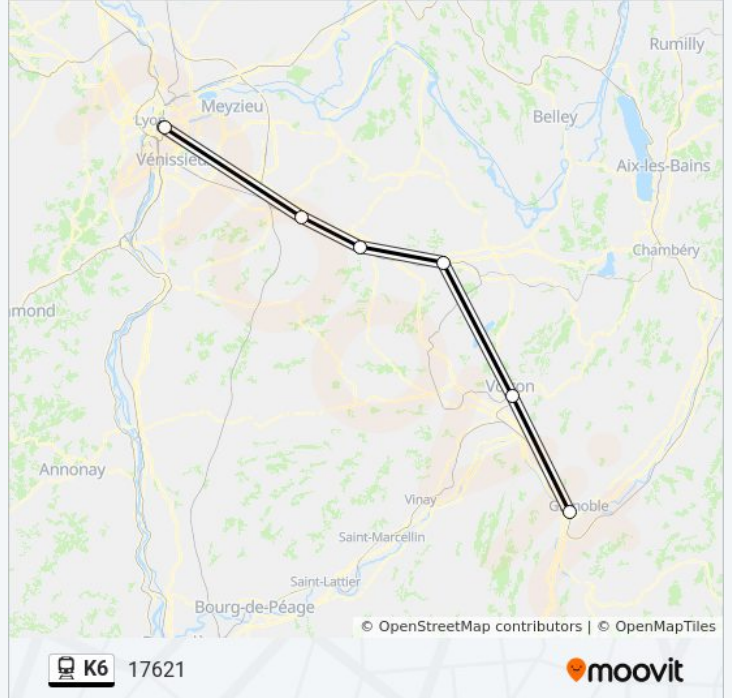 Rumilly
Meyzieu
Lyon
Belley
Vénissieu
Aix-les-Bains
Chambéry
mond
Voiron
Annonay
Vinay
Grenoble
Saint-Marcellin
Saint-Lattier
Bourg-de-Péage
© OpenStreetMap contributors | © OpenMapTiles
K6 17621
moovit